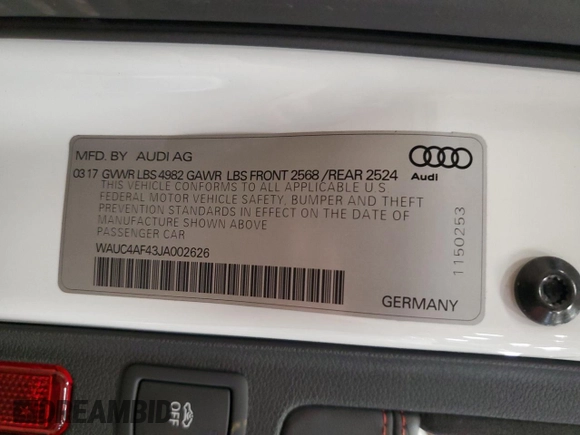 MFD. BY AUDI AG
Audi
03 17 GVWR LBS 4982 GAWR LBS FRONT 2568 /REAR 2524
THIS VEHICLE CONFORMS TO ALL APPLICABLE U.S
FEDERAL MOTOR VEHICLE SAFETY, BUMPER AND THEFT
PREVENTION STANDARDS IN EFFECT ON THE DATE OF
MANUFACTURE SHOWN ABOVE
PASSENGER CAR
WAUC4AF43JA002626
1150253
GERMANY
OFF
DREAMBID